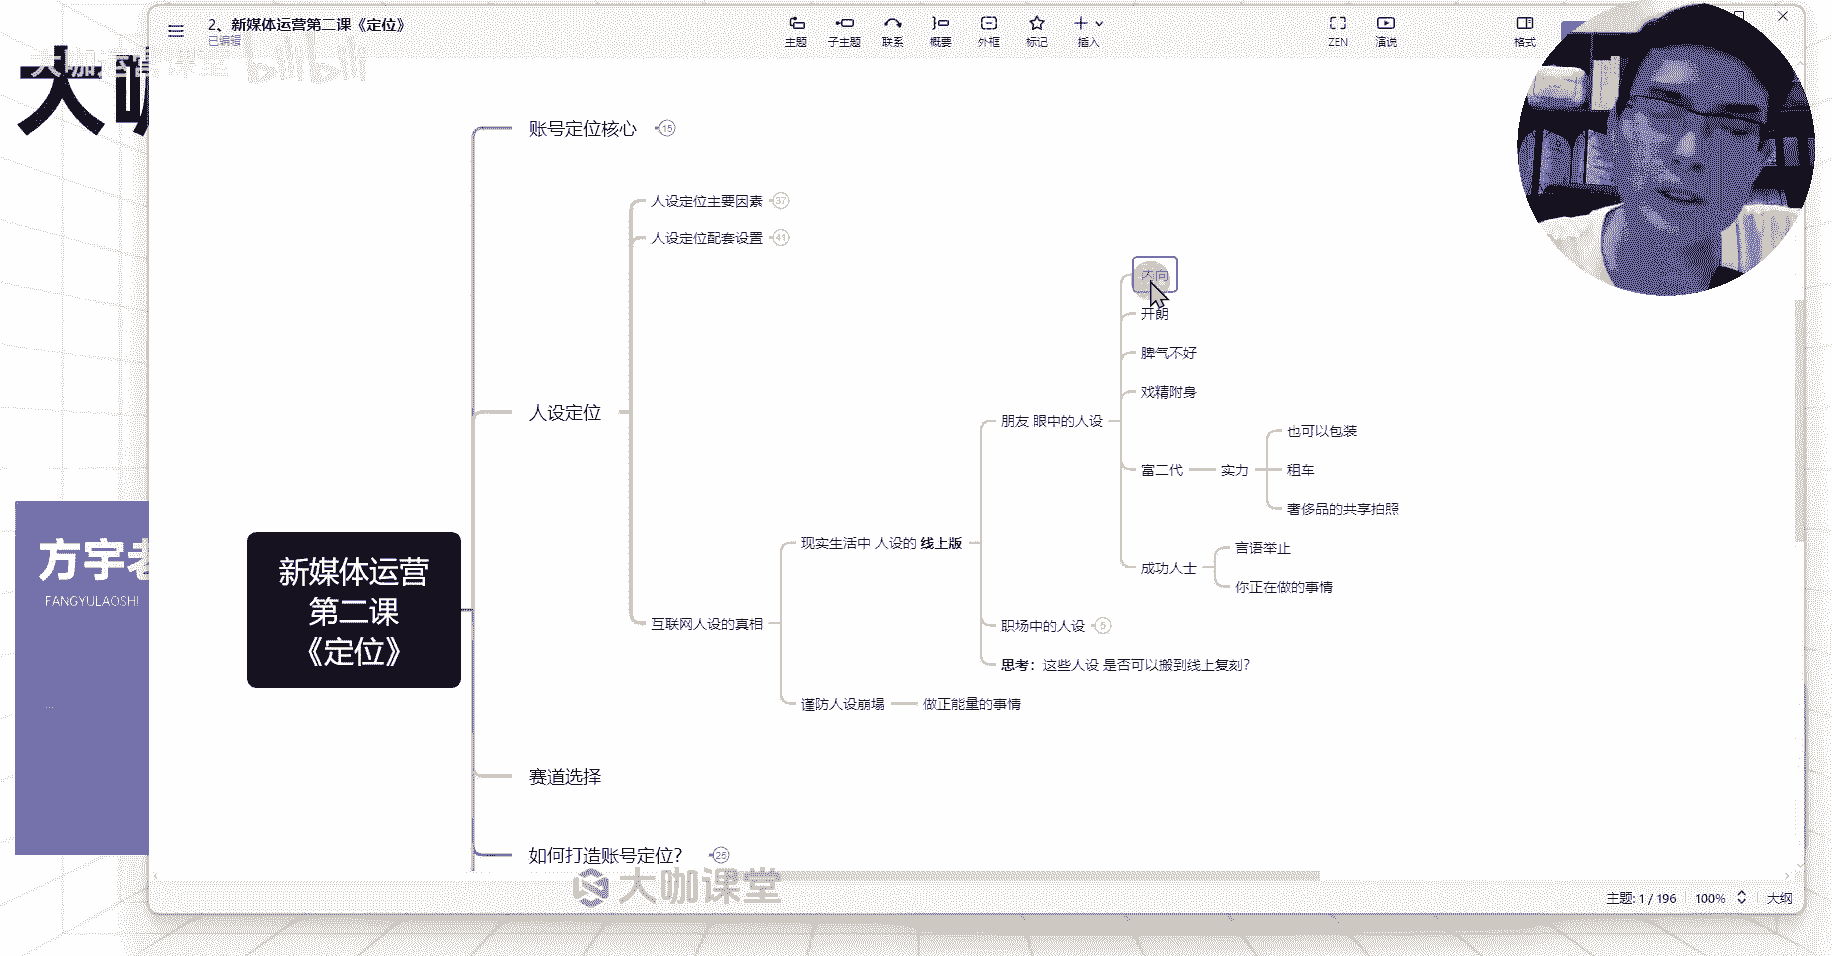 2、新媒体运营第二课《定位》
已编辑
主题
子主题
联系
概要
外框
标记
插入
ZEN
演说
格式
大咖运营课堂 bilibili
大咖
账号定位核心 15
人设定位主要因素 37
人设定位配套设置 41
内向
开朗
脾气不好
戏精附身
人设定位
朋友 眼中的人设
也可以包装
富二代
实力
租车
奢侈品的共享拍照
现实生活中 人设的 线上版
言语举止
成功人士
你正在做的事情
互联网人设的真相
职场中的人设 5
思考：这些人设 是否可以搬到线上复刻？
谨防人设崩塌
做正能量的事情
新媒体运营
第二课
《定位》
方宇老
FANGYULAOSHI
...
赛道选择
如何打造账号定位？ 25
大咖课堂
主题: 1 / 196
100%
大纲